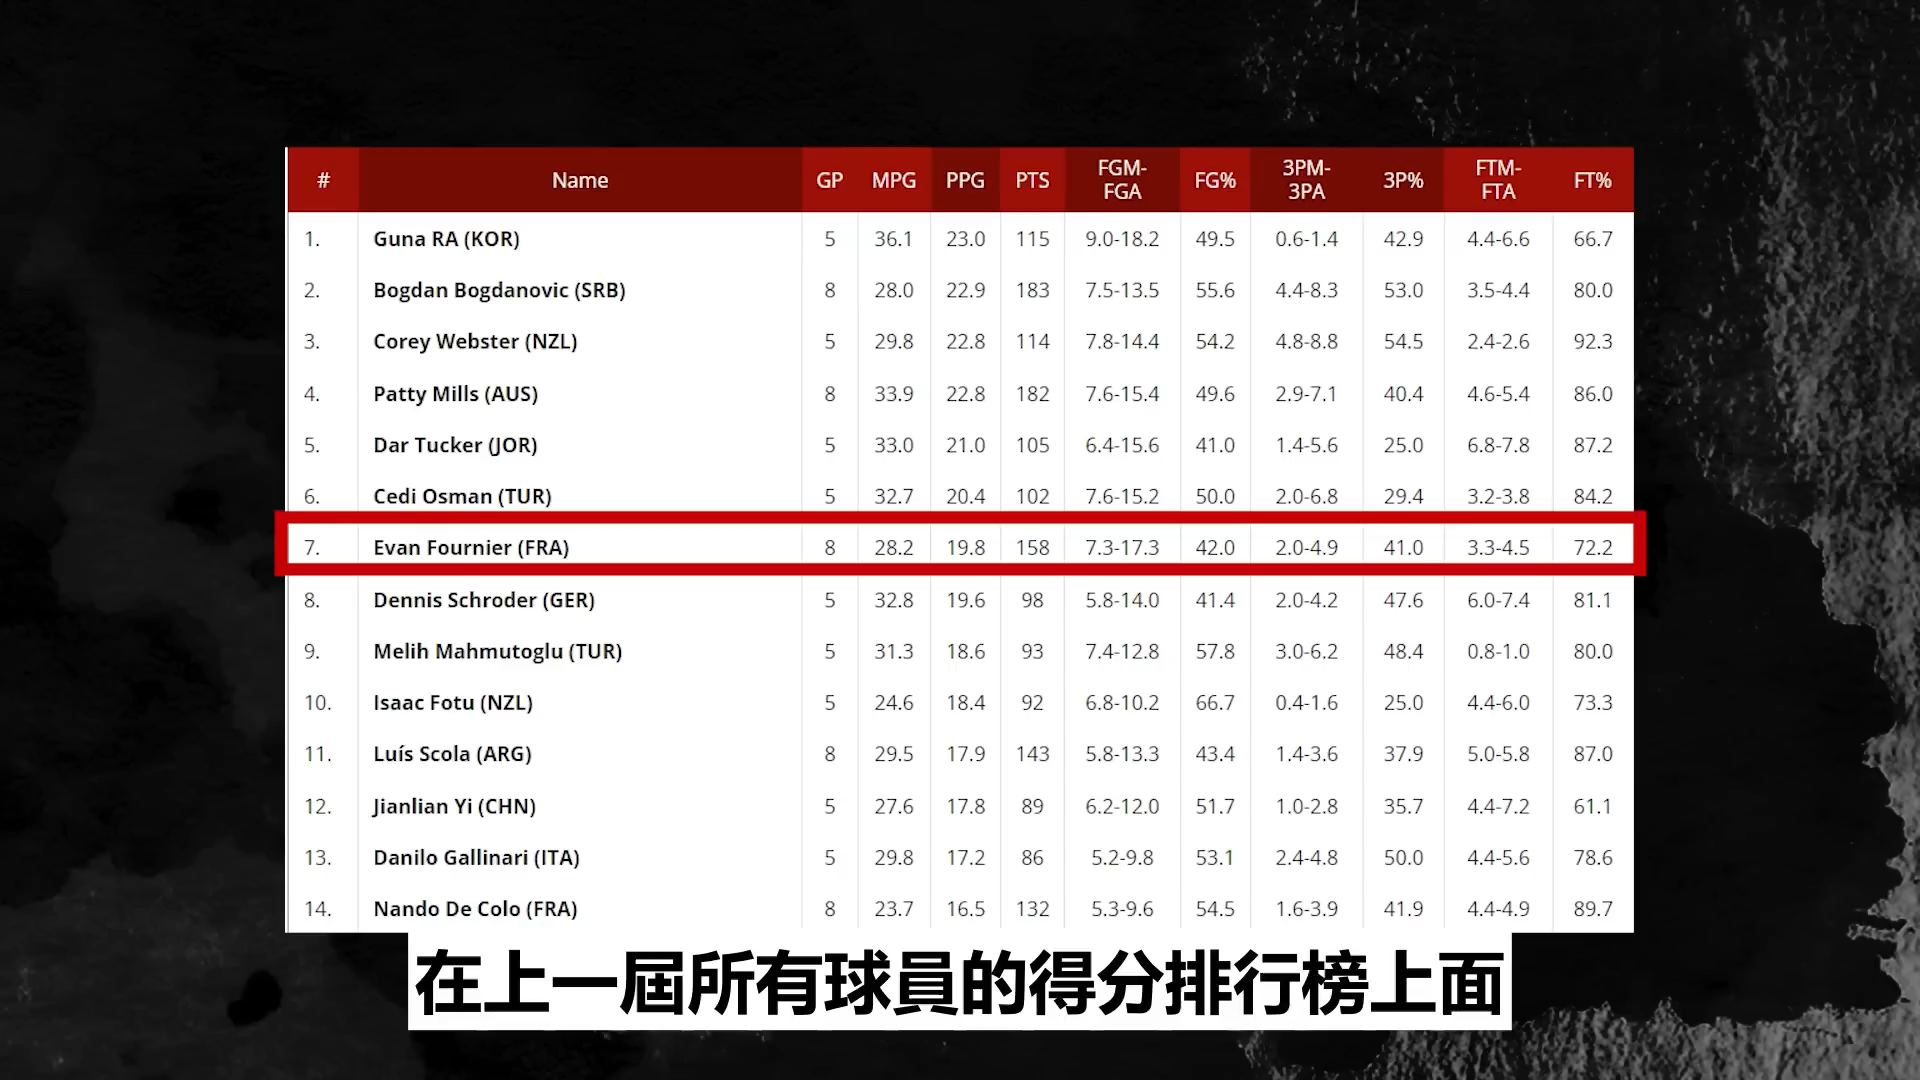 # Name GP MPG PPG PTS FGM-FGA FG% 3PM-3PA 3P% FTM-FTA FT%
1. Guna RA (KOR) 5 36.1 23.0 115 9.0-18.2 49.5 0.6-1.4 42.9 4.4-6.6 66.7
2. Bogdan Bogdanovic (SRB) 8 28.0 22.9 183 7.5-13.5 55.6 4.4-8.3 53.0 3.5-4.4 80.0
3. Corey Webster (NZL) 5 29.8 22.8 114 7.8-14.4 54.2 4.8-8.8 54.5 2.4-2.6 92.3
4. Patty Mills (AUS) 8 33.9 22.8 182 7.6-15.4 49.6 2.9-7.1 40.4 4.6-5.4 86.0
5. Dar Tucker (JOR) 5 33.0 21.0 105 6.4-15.6 41.0 1.4-5.6 25.0 6.8-7.8 87.2
6. Cedi Osman (TUR) 5 32.7 20.4 102 7.6-15.2 50.0 2.0-6.8 29.4 3.2-3.8 84.2
7. Evan Fournier (FRA) 8 28.2 19.8 158 7.3-17.3 42.0 2.0-4.9 41.0 3.3-4.5 72.2
8. Dennis Schroder (GER) 5 32.8 19.6 98 5.8-14.0 41.4 2.0-4.2 47.6 6.0-7.4 81.1
9. Melih Mahmutoglu (TUR) 5 31.3 18.6 93 7.4-12.8 57.8 3.0-6.2 48.4 0.8-1.0 80.0
10. Isaac Fotu (NZL) 5 24.6 18.4 92 6.8-10.2 66.7 0.4-1.6 25.0 4.4-6.0 73.3
11. Luís Scola (ARG) 8 29.5 17.9 143 5.8-13.3 43.4 1.4-3.6 37.9 5.0-5.8 87.0
12. Jianlian Yi (CHN) 5 27.6 17.8 89 6.2-12.0 51.7 1.0-2.8 35.7 4.4-7.2 61.1
13. Danilo Gallinari (ITA) 5 29.8 17.2 86 5.2-9.8 53.1 2.4-4.8 50.0 4.4-5.6 78.6
14. Nando De Colo (FRA) 8 23.7 16.5 132 5.3-9.6 54.5 1.6-3.9 41.9 4.4-4.9 89.7
在上一屆所有球員的得分排行榜上面